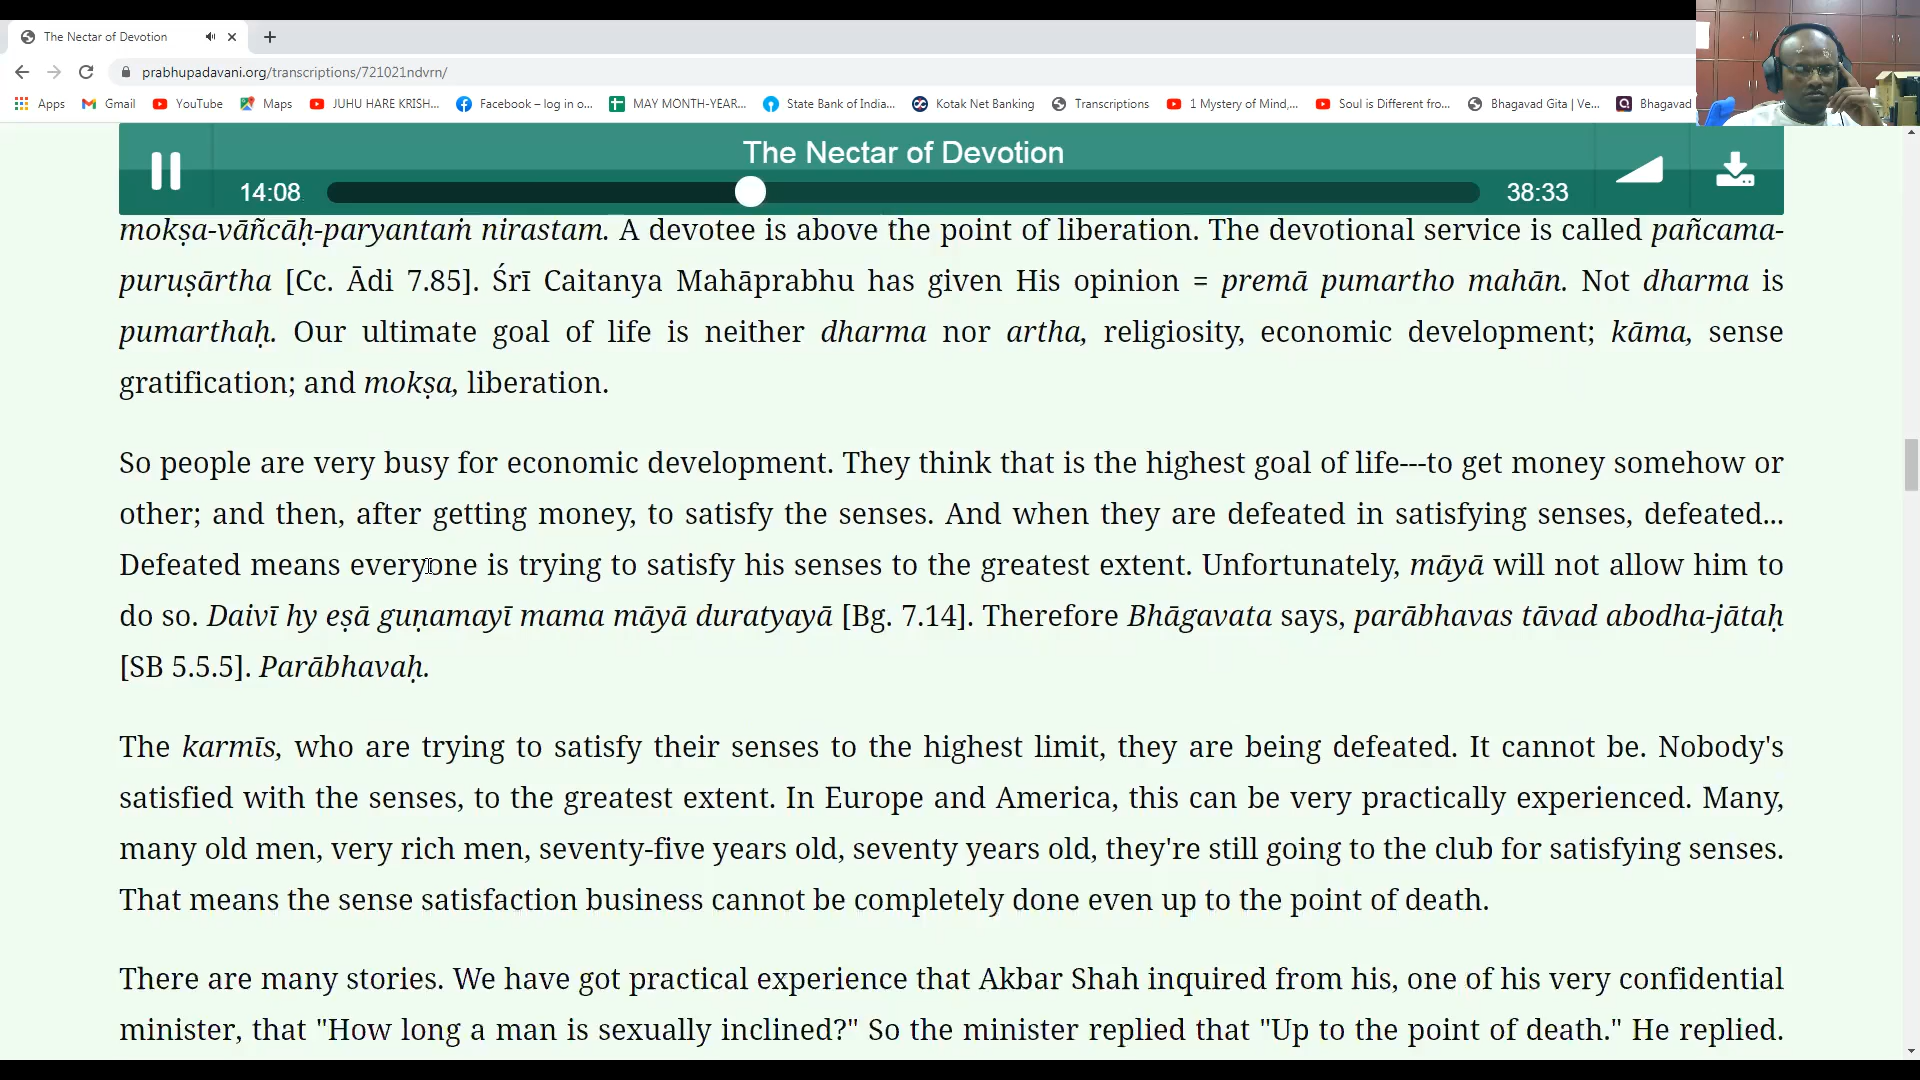 The Nectar of Devotion
prabhupadavani.org/transcriptions/721021ndvrn/
Apps Gmail YouTube Maps JUHU HARE KRISH... Facebook – log in o... MAY MONTH-YEAR... State Bank of India... Kotak Net Banking Transcriptions 1 Mystery of Mind,... Soul is Different fro... Bhagavad Gita | Ve... Bhagavad
The Nectar of Devotion
14:08 38:33
mokṣa-vāñcāḥ-paryantaṁ nirastam. A devotee is above the point of liberation. The devotional service is called pañcama-
puruṣārtha [Cc. Ādi 7.85]. Śrī Caitanya Mahāprabhu has given His opinion = premā pumartho mahān. Not dharma is
pumarthaḥ. Our ultimate goal of life is neither dharma nor artha, religiosity, economic development; kāma, sense
gratification; and mokṣa, liberation.
So people are very busy for economic development. They think that is the highest goal of life---to get money somehow or
other; and then, after getting money, to satisfy the senses. And when they are defeated in satisfying senses, defeated...
Defeated means everyone is trying to satisfy his senses to the greatest extent. Unfortunately, māyā will not allow him to
do so. Daivī hy eṣā guṇamayī mama māyā duratyayā [Bg. 7.14]. Therefore Bhāgavata says, parābhavas tāvad abodha-jātaḥ
[SB 5.5.5]. Parābhavaḥ.
The karmīs, who are trying to satisfy their senses to the highest limit, they are being defeated. It cannot be. Nobody's
satisfied with the senses, to the greatest extent. In Europe and America, this can be very practically experienced. Many,
many old men, very rich men, seventy-five years old, seventy years old, they're still going to the club for satisfying senses.
That means the sense satisfaction business cannot be completely done even up to the point of death.
There are many stories. We have got practical experience that Akbar Shah inquired from his, one of his very confidential
minister, that "How long a man is sexually inclined?" So the minister replied that "Up to the point of death." He replied.